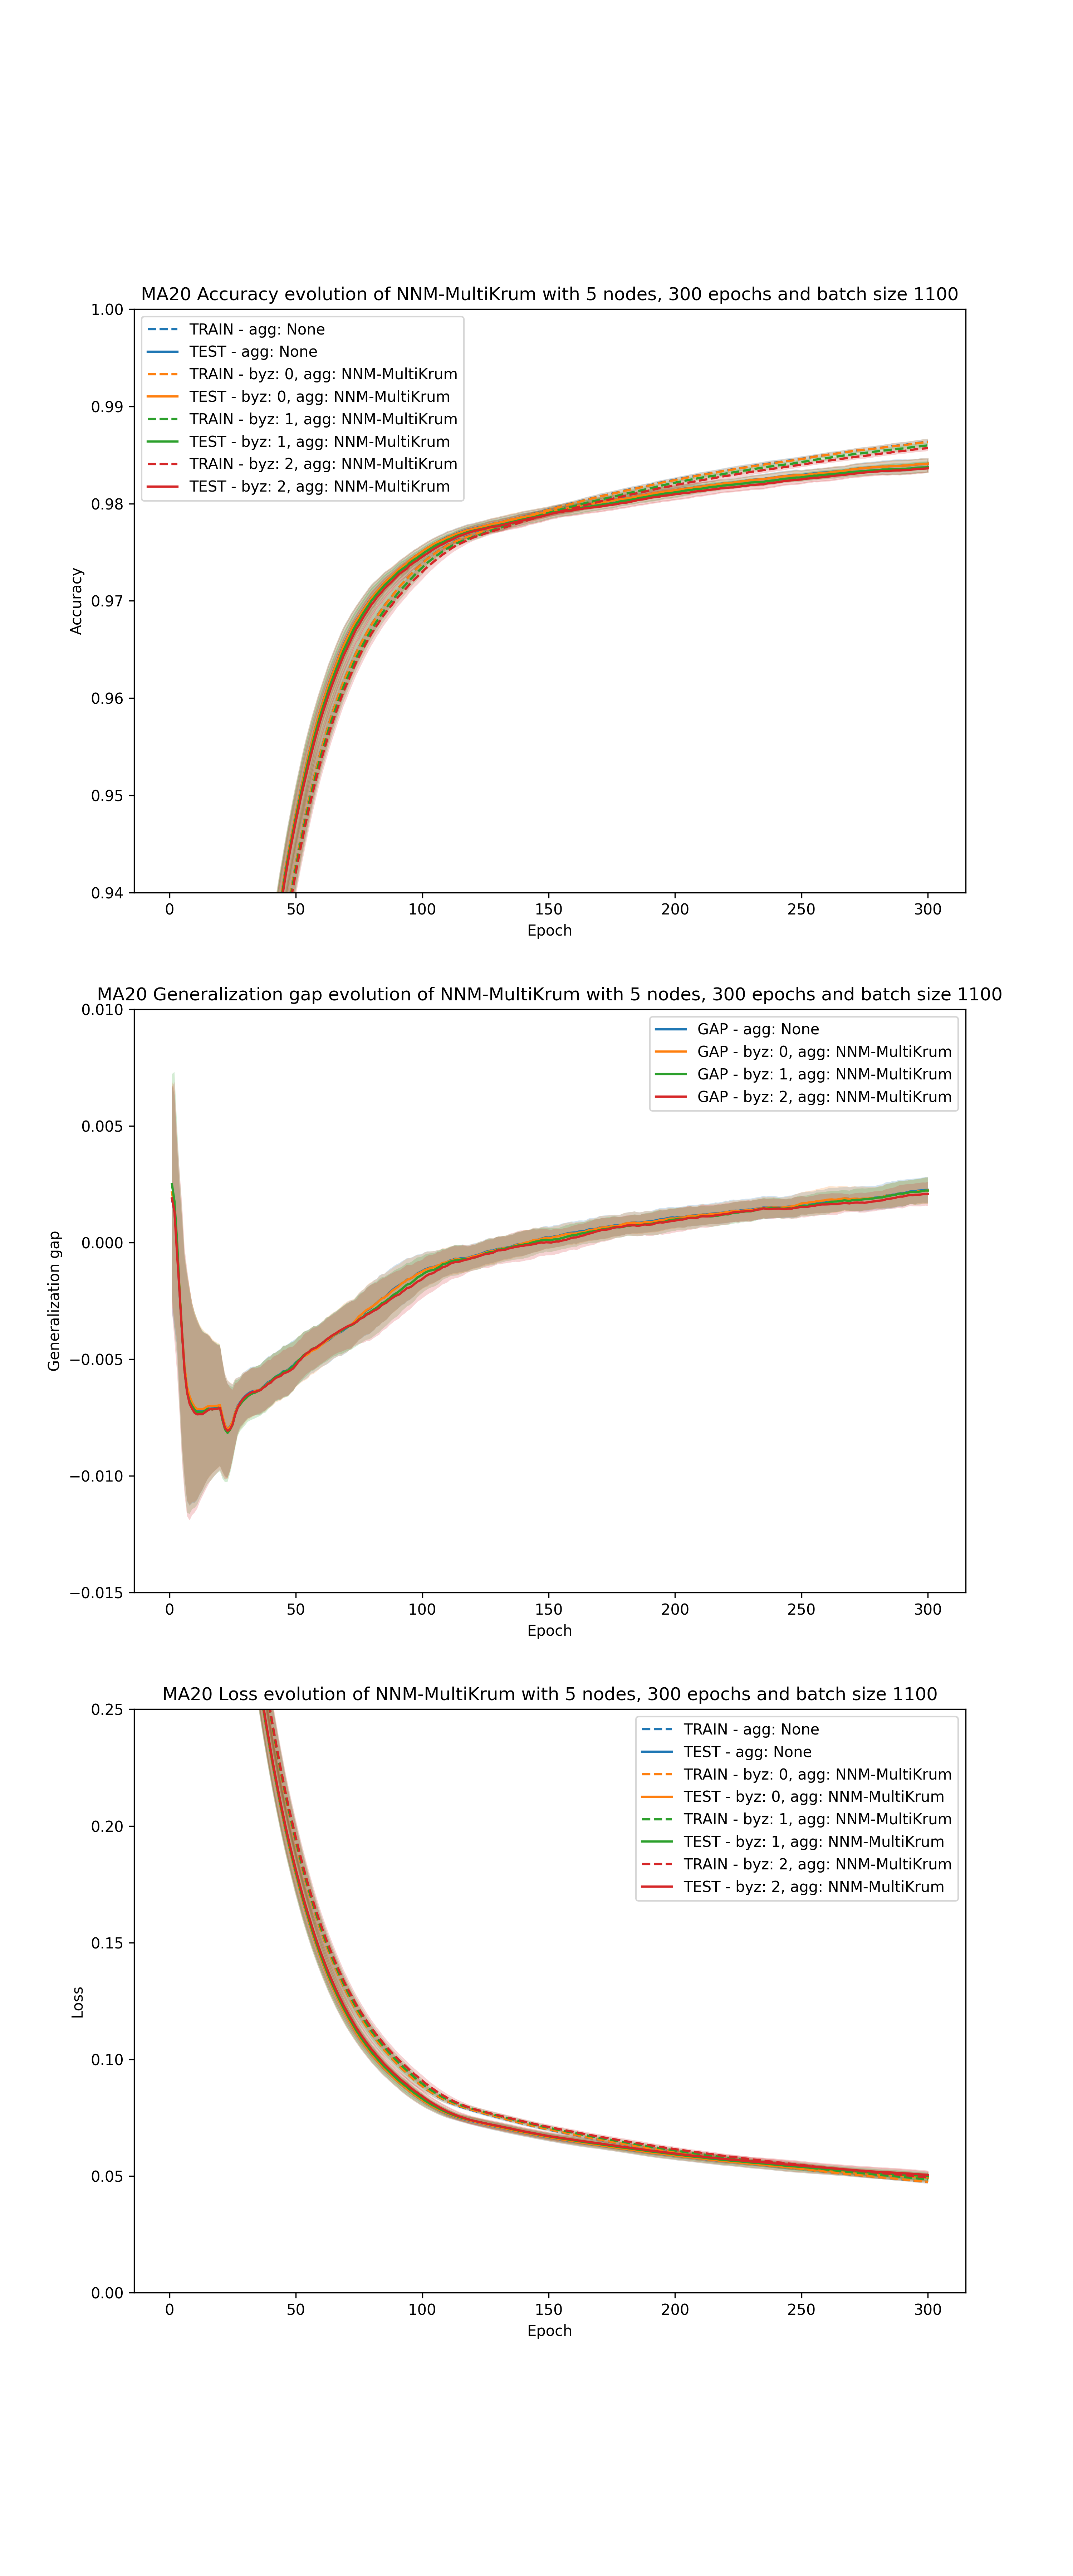 MA20 Accuracy evolution of NNM-MultiKrum with 5 nodes, 300 epochs and batch size 1100
1.00
0.99
0.98
0.97
0.96
0.95
0.94
Accuracy
TRAIN - agg: None
TEST - agg: None
TRAIN - byz: 0, agg: NNM-MultiKrum
TEST - byz: 0, agg: NNM-MultiKrum
TRAIN - byz: 1, agg: NNM-MultiKrum
TEST - byz: 1, agg: NNM-MultiKrum
TRAIN - byz: 2, agg: NNM-MultiKrum
TEST - byz: 2, agg: NNM-MultiKrum
0 50 100 150 200 250 300
Epoch
MA20 Generalization gap evolution of NNM-MultiKrum with 5 nodes, 300 epochs and batch size 1100
0.010
0.005
0.000
−0.005
−0.010
−0.015
Generalization gap
GAP - agg: None
GAP - byz: 0, agg: NNM-MultiKrum
GAP - byz: 1, agg: NNM-MultiKrum
GAP - byz: 2, agg: NNM-MultiKrum
0 50 100 150 200 250 300
Epoch
MA20 Loss evolution of NNM-MultiKrum with 5 nodes, 300 epochs and batch size 1100
0.25
0.20
0.15
0.10
0.05
0.00
Loss
TRAIN - agg: None
TEST - agg: None
TRAIN - byz: 0, agg: NNM-MultiKrum
TEST - byz: 0, agg: NNM-MultiKrum
TRAIN - byz: 1, agg: NNM-MultiKrum
TEST - byz: 1, agg: NNM-MultiKrum
TRAIN - byz: 2, agg: NNM-MultiKrum
TEST - byz: 2, agg: NNM-MultiKrum
0 50 100 150 200 250 300
Epoch